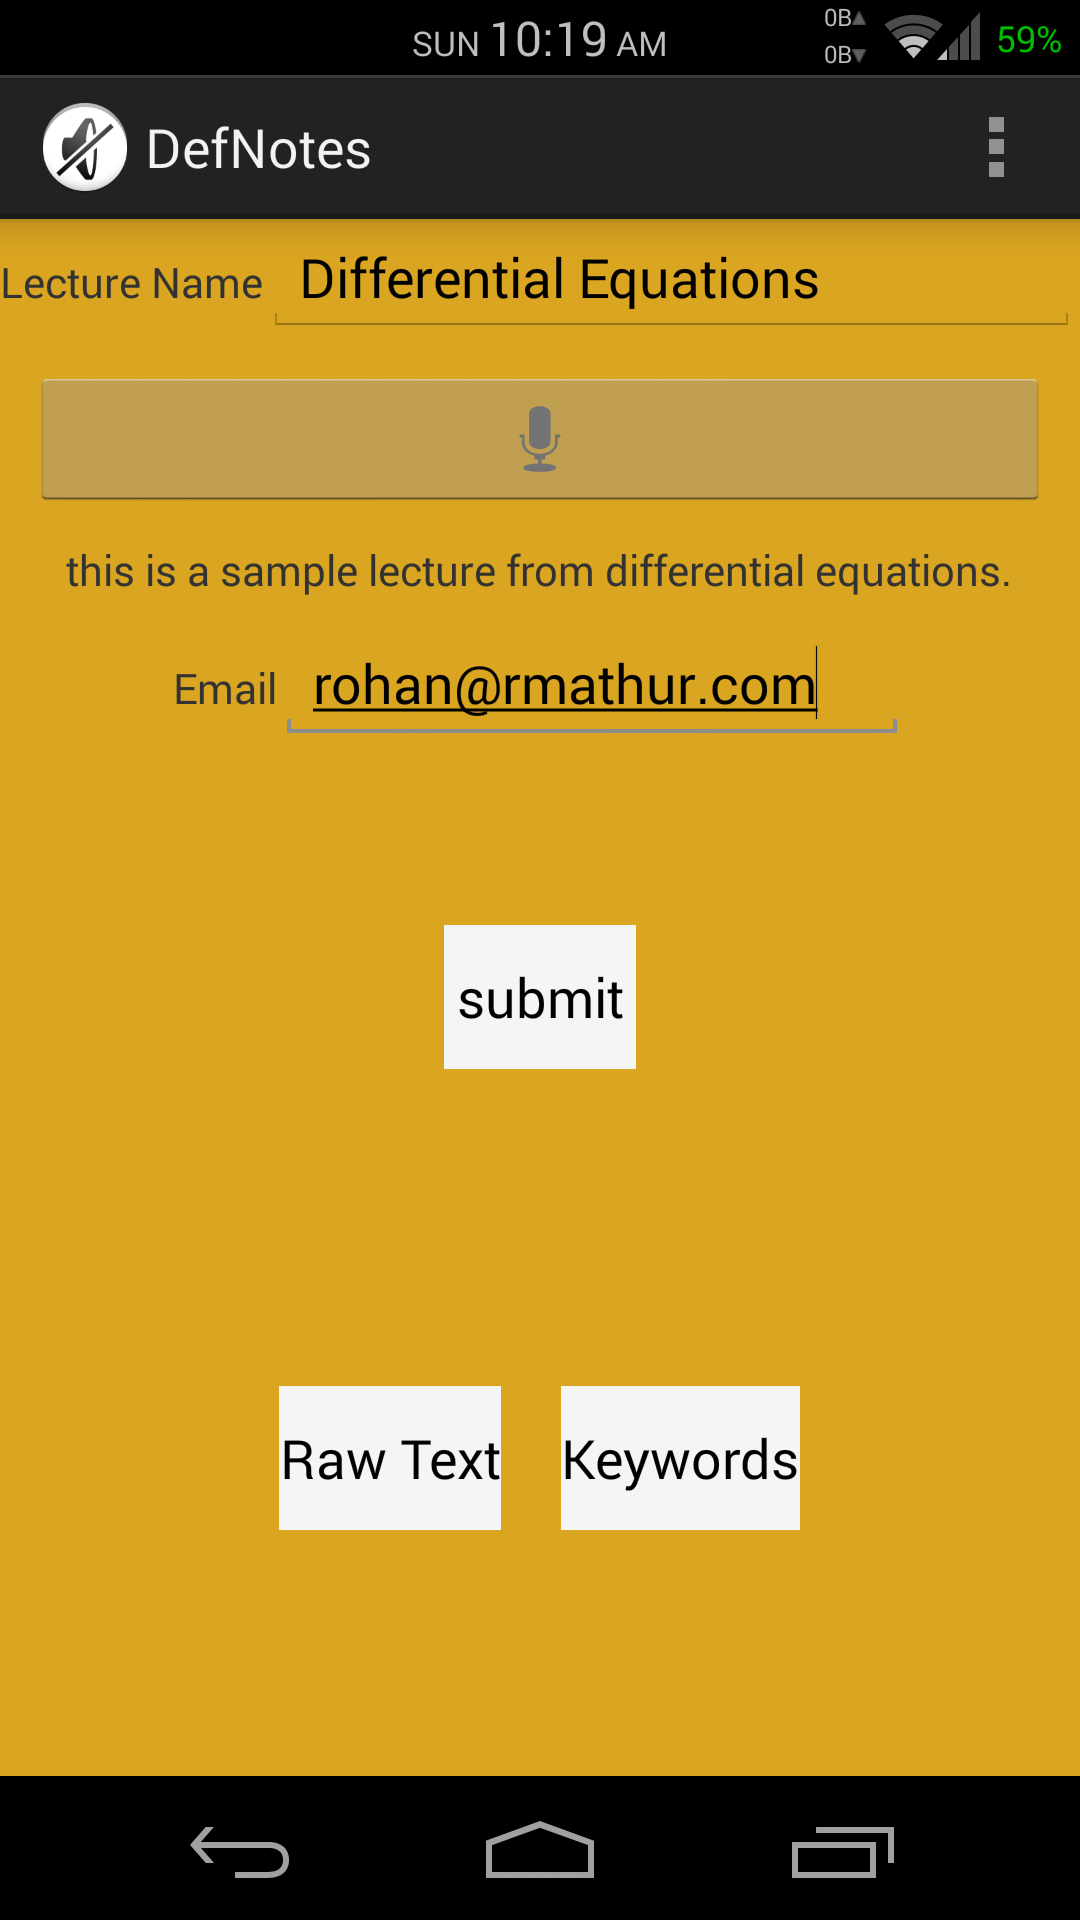 SUN 10:19 AM 0B 0B 59%
DefNotes
Lecture Name Differential Equations
this is a sample lecture from differential equations.
Email rohan@rmathur.com
submit
Raw Text Keywords